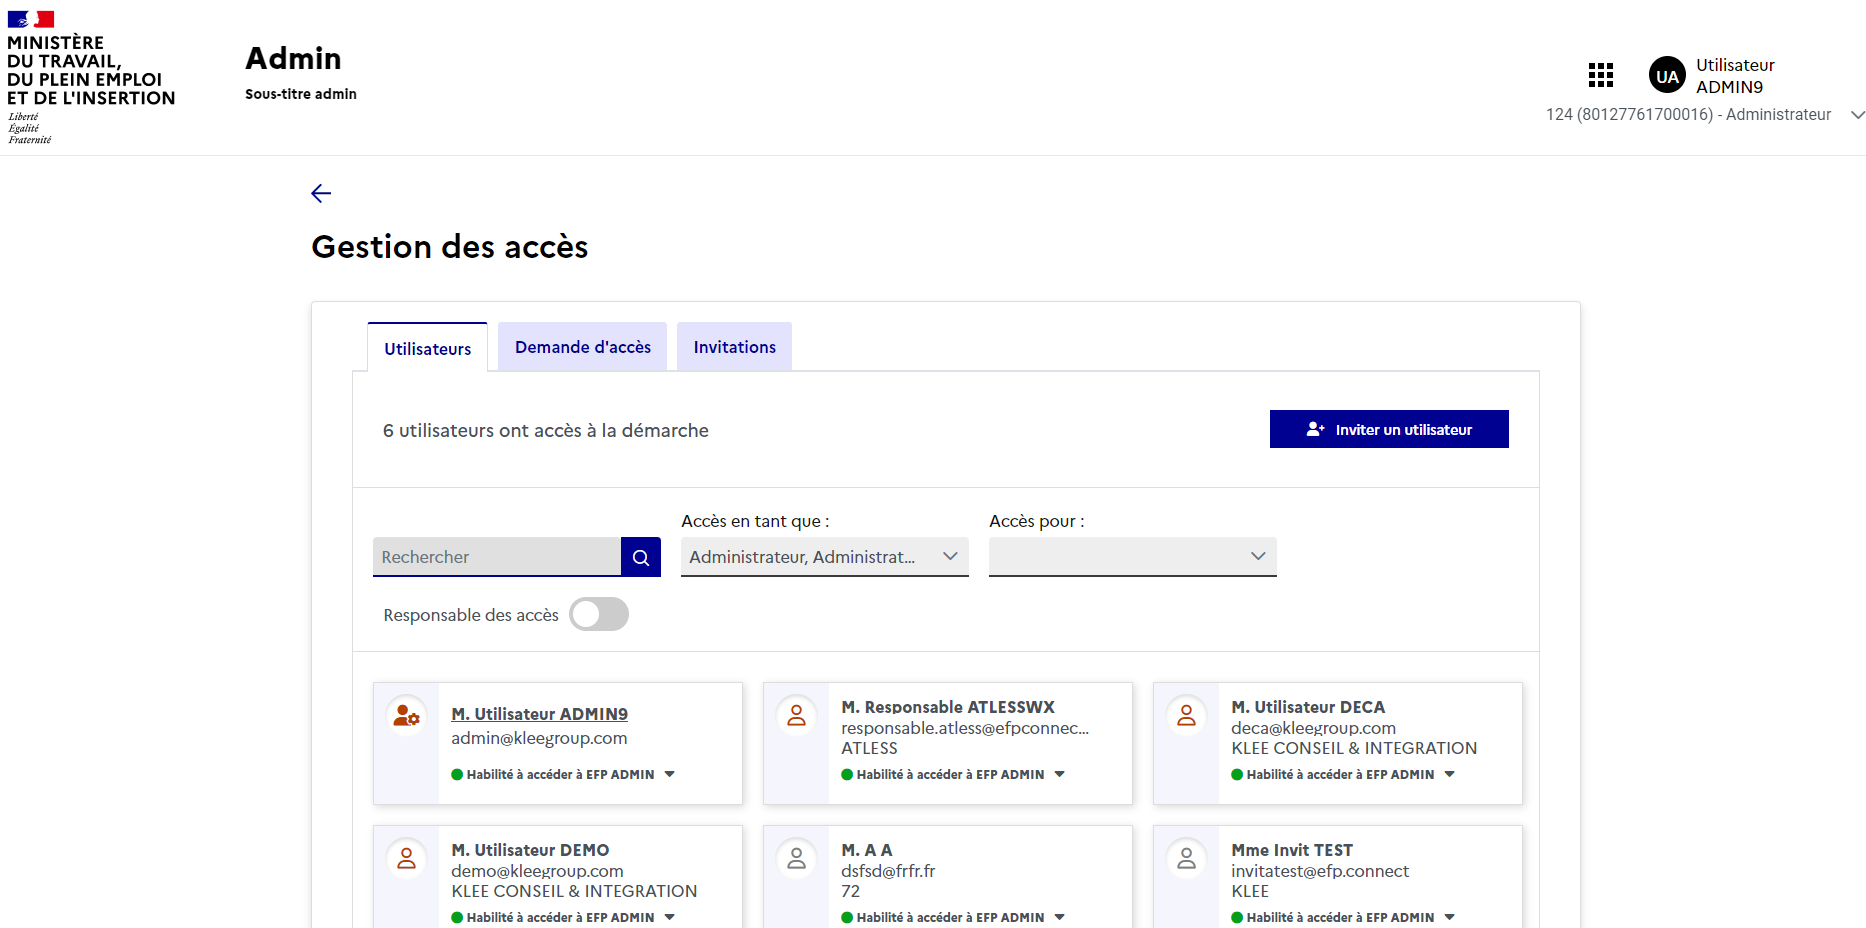 MINISTÈRE
DU TRAVAIL,
DU PLEIN EMPLOI
ET DE L'INSERTION
Liberté
Égalité
Fraternité
Admin
Sous-titre admin
UA
Utilisateur
ADMIN9
124 (80127761700016) - Administrateur
Gestion des accès
Utilisateurs
Demande d'accès
Invitations
6 utilisateurs ont accès à la démarche
Inviter un utilisateur
Rechercher
Accès en tant que :
Administrateur, Administrat...
Accès pour :
Responsable des accès
M. Utilisateur ADMIN9
admin@kleegroup.com
Habilité à accéder à EFP ADMIN
M. Responsable ATLESSWX
responsable.atless@efpconnec...
ATLESS
Habilité à accéder à EFP ADMIN
M. Utilisateur DECA
deca@kleegroup.com
KLEE CONSEIL & INTEGRATION
Habilité à accéder à EFP ADMIN
M. Utilisateur DEMO
demo@kleegroup.com
KLEE CONSEIL & INTEGRATION
Habilité à accéder à EFP ADMIN
M. A A
dsfsd@frfr.fr
72
Habilité à accéder à EFP ADMIN
Mme Invit TEST
invitatest@efp.connect
KLEE
Habilité à accéder à EFP ADMIN